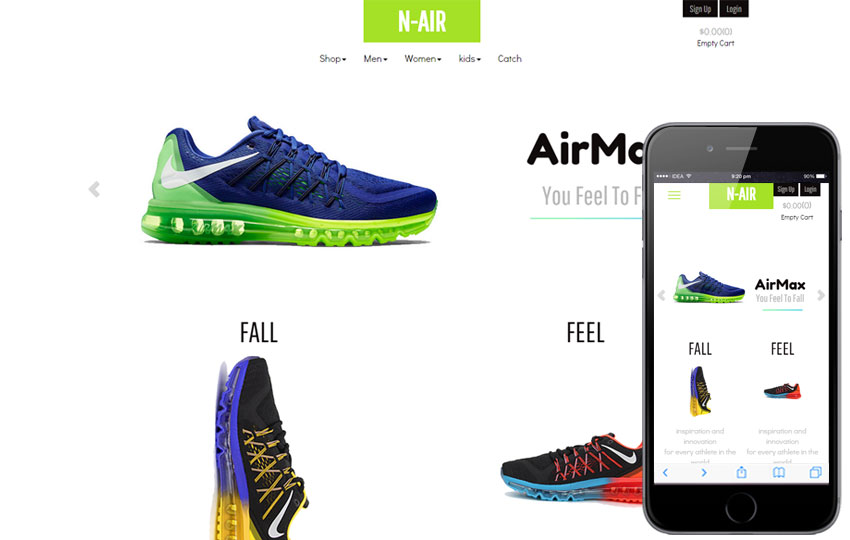 N-AIR
Sign Up Login
$0.00(0)
Empty Cart
Shop Men Women kids Catch
AirMa
You Feel To F
FALL
FEEL
IDEA 9:20 pm 90%
N-AIR
Sign Up Login
$0.00(0)
Empty Cart
AirMax
You Feel To Fall
FALL
FEEL
inspiration and
innovation
for every athlete in the
world
inspiration and
innovation
for every athlete in the
world